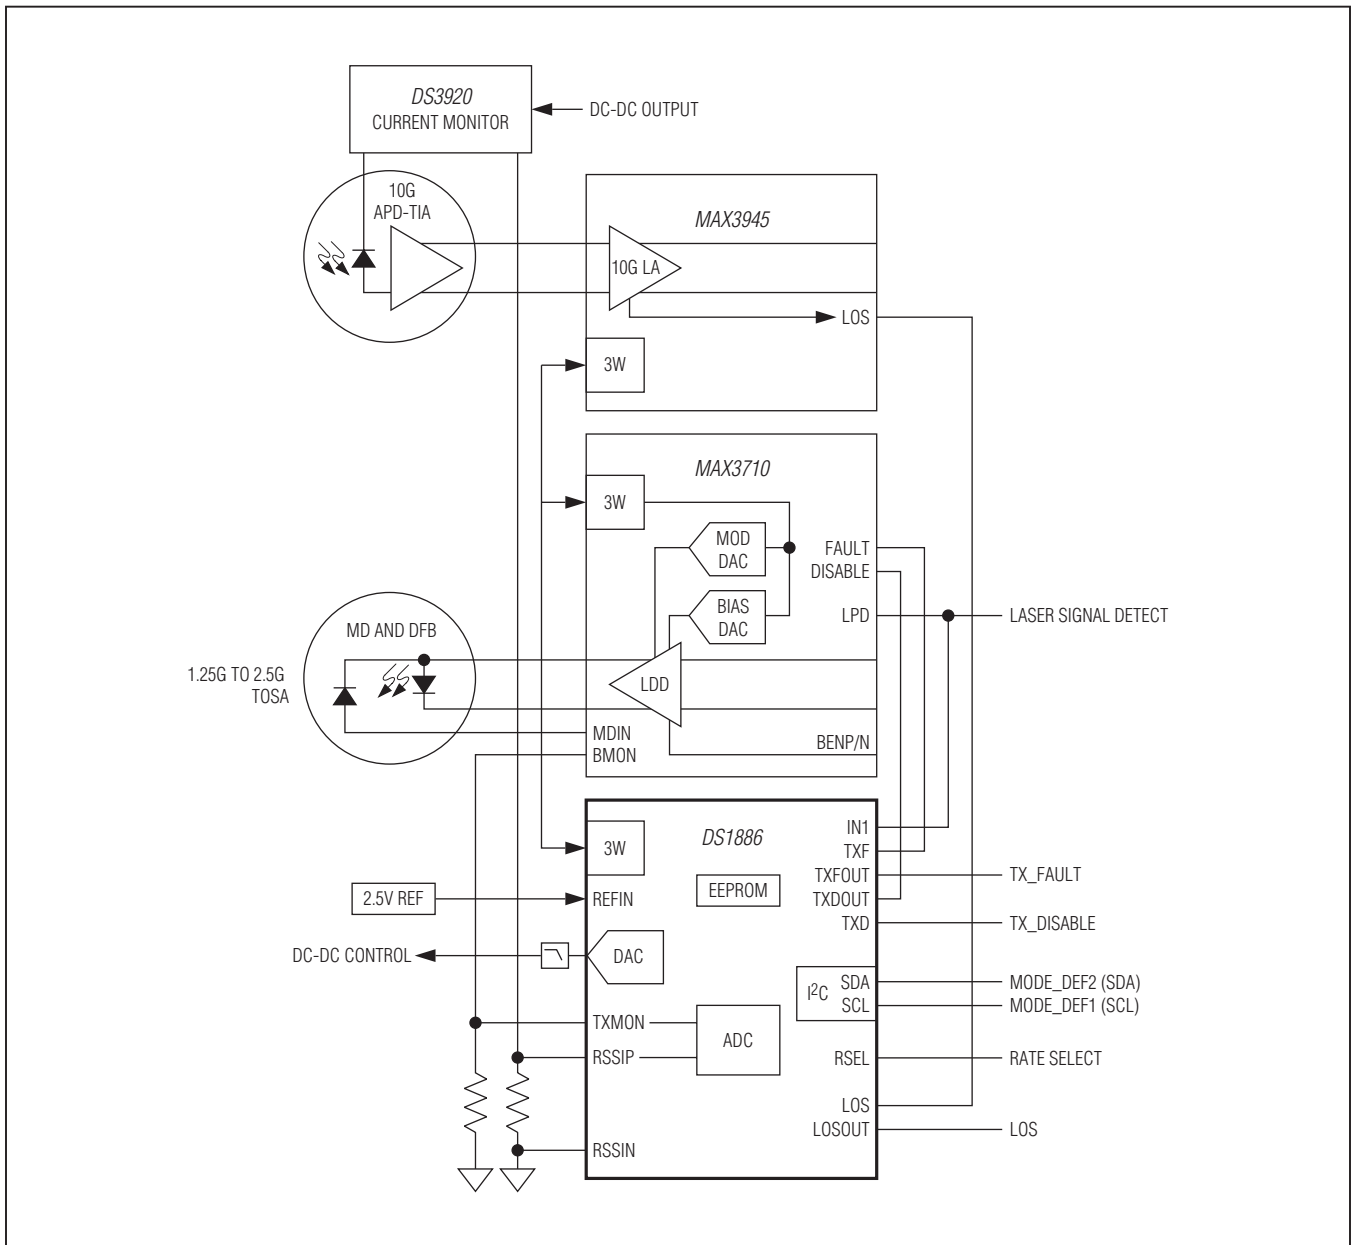 DS3920
CURRENT MONITOR
DC-DC OUTPUT
10G
APD-TIA
MAX3945
10G LA
LOS
3W
MAX3710
3W
MOD
DAC
FAULT
DISABLE
BIAS
DAC
LPD
LASER SIGNAL DETECT
MD AND DFB
1.25G TO 2.5G
TOSA
LDD
MDIN
BMON
BENP/N
DS1886
3W
IN1
TXF
EEPROM
TXFOUT
TX_FAULT
2.5V REF
REFIN
TXDOUT
TXD
TX_DISABLE
DC-DC CONTROL
DAC
I²C
SDA
MODE_DEF2 (SDA)
SCL
MODE_DEF1 (SCL)
TXMON
ADC
RSSIP
RSEL
RATE SELECT
LOS
LOSOUT
LOS
RSSIN